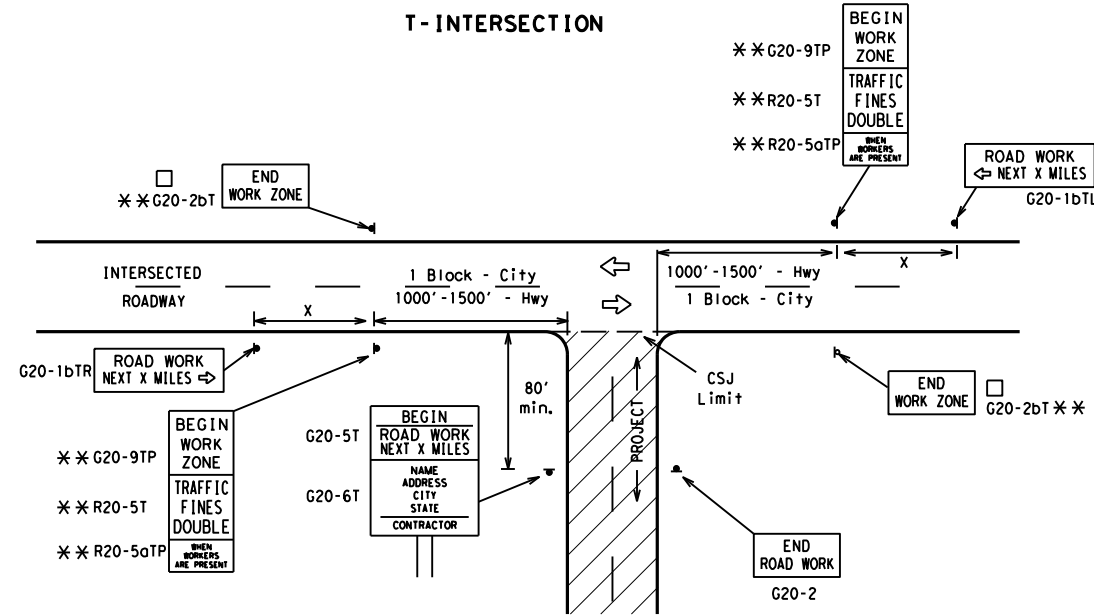 T-INTERSECTION
BEGIN
WORK
ZONE
TRAFFIC
FINES
DOUBLE
WHEN
WORKERS
ARE PRESENT
**G20-9TP
**R20-5T
**R20-5aTP
ROAD WORK
⇦ NEXT X MILES
G20-1bTL
□
**G20-2bT
END
WORK ZONE
INTERSECTED
ROADWAY
X
1 Block - City
1000'-1500' - Hwy
⇦
⇨
1000'-1500' - Hwy
1 Block - City
X
G20-1bTR
ROAD WORK
NEXT X MILES ⇨
80'
min.
CSJ
Limit
PROJECT
END
WORK ZONE
□
G20-2bT **
**G20-9TP
**R20-5T
**R20-5aTP
BEGIN
WORK
ZONE
TRAFFIC
FINES
DOUBLE
WHEN
WORKERS
ARE PRESENT
G20-5T
G20-6T
BEGIN
ROAD WORK
NEXT X MILES
NAME
ADDRESS
CITY
STATE
CONTRACTOR
END
ROAD WORK
G20-2